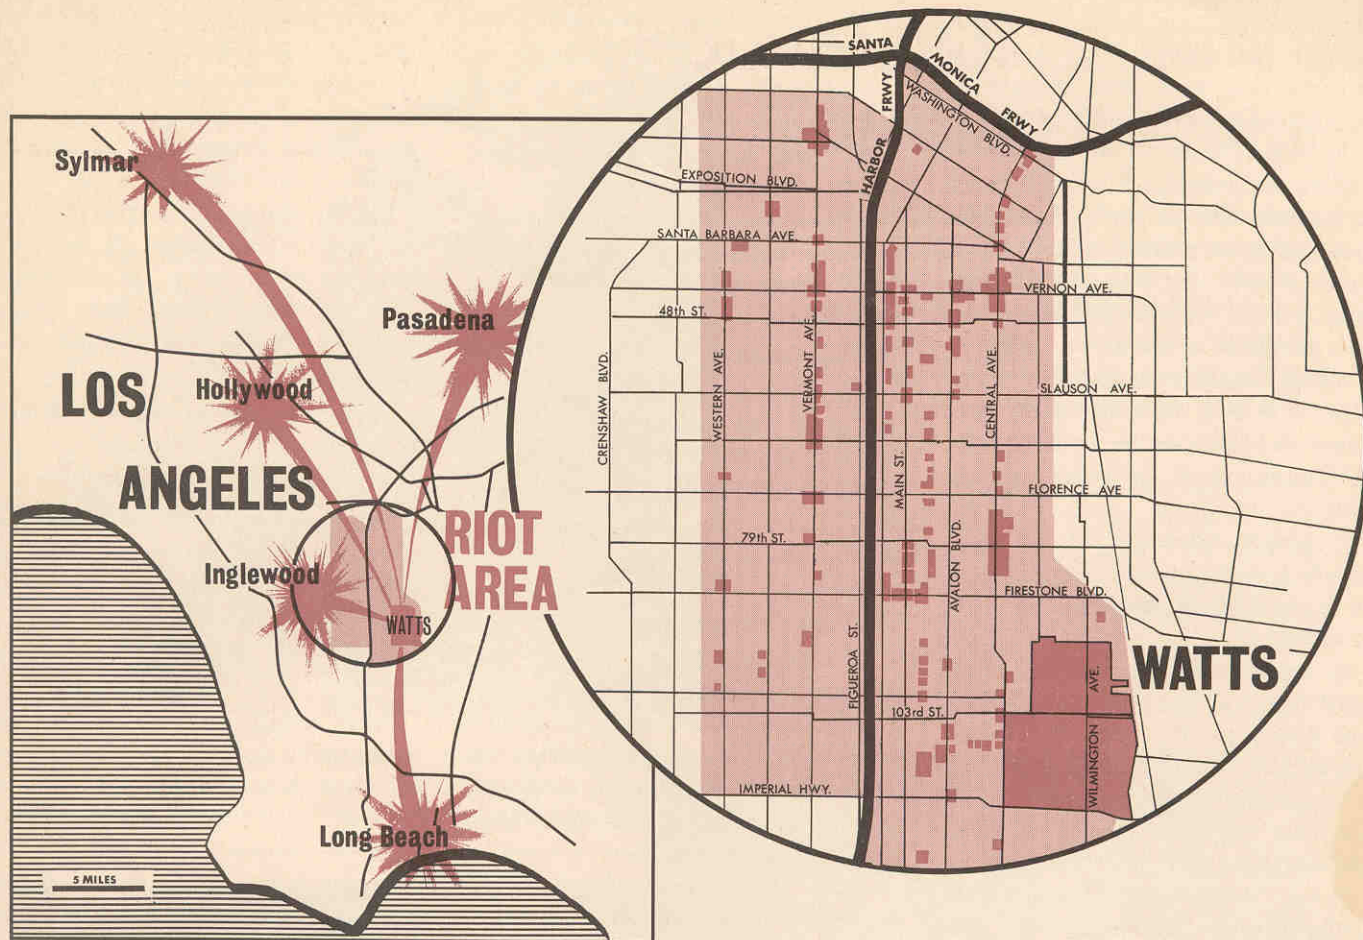 Sylmar
Pasadena
LOS
Hollywood
ANGELES
RIOT
AREA
Inglewood
WATTS
Long Beach
5 MILES
SANTA
MONICA
FRWY
HARBOR
FRWY
WASHINGTON BLVD.
EXPOSITION BLVD.
SANTA BARBARA AVE.
VERNON AVE.
48th ST.
CRENSHAW BLVD.
WESTERN AVE.
VERMONT AVE.
CENTRAL AVE.
SLAUSON AVE.
MAIN ST.
FLORENCE AVE
79th ST.
AVALON BLVD.
FIRESTONE BLVD.
FIGUEROA ST.
WATTS
103rd ST.
WILMINGTON AVE.
IMPERIAL HWY.